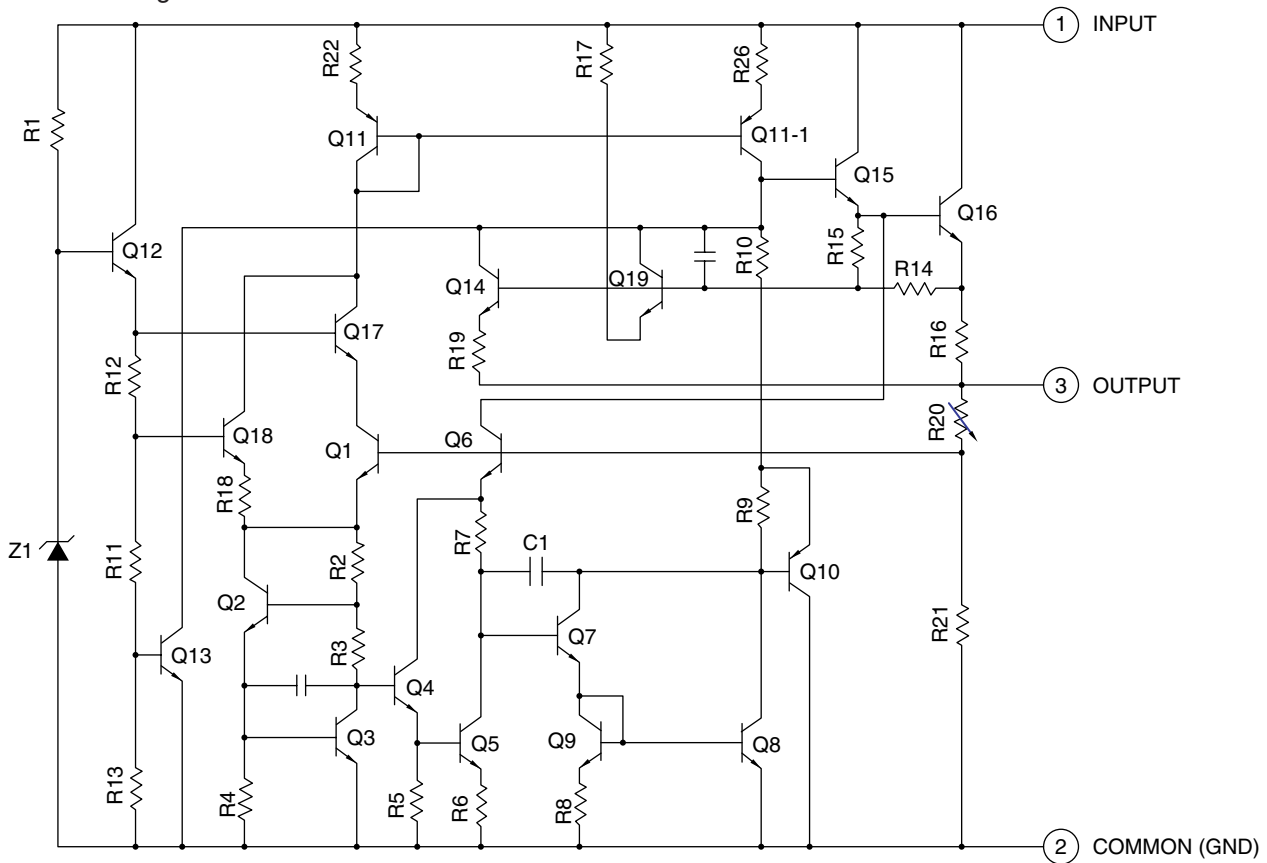 1 INPUT
R22
R17
R26
R1
Q11
Q11-1
Q15
Q16
Q12
R15
R10
R14
Q14
Q19
Q17
R19
R16
R12
3 OUTPUT
R20
Q18
Q1
Q6
R18
R9
R7
C1
Z1
R11
R2
Q10
Q2
R21
Q7
R3
Q13
Q4
Q3
Q5
Q9
Q8
R13
R4
R5
R6
R8
2 COMMON (GND)